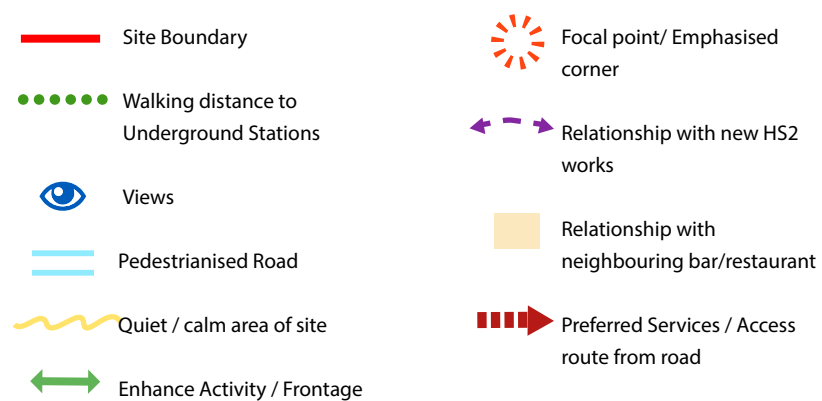 Site Boundary
Walking distance to
Underground Stations
Views
Pedestrianised Road
Quiet / calm area of site
Enhance Activity / Frontage
Focal point/ Emphasised
corner
Relationship with new HS2
works
Relationship with
neighbouring bar/restaurant
Preferred Services / Access
route from road